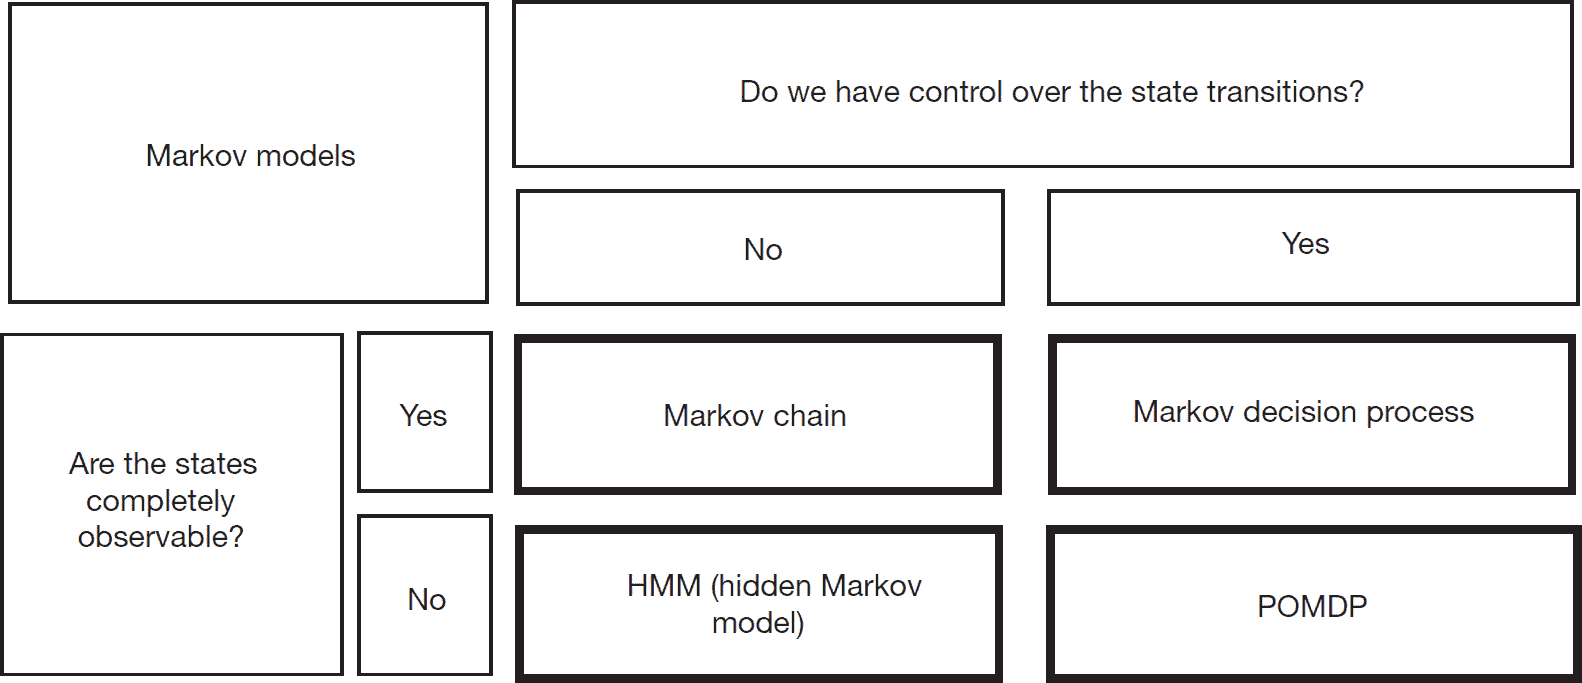 Markov models
Do we have control over the state transitions?
No
Yes
Are the states
completely
observable?
Yes
Markov chain
Markov decision process
No
HMM (hidden Markov
model)
POMDP